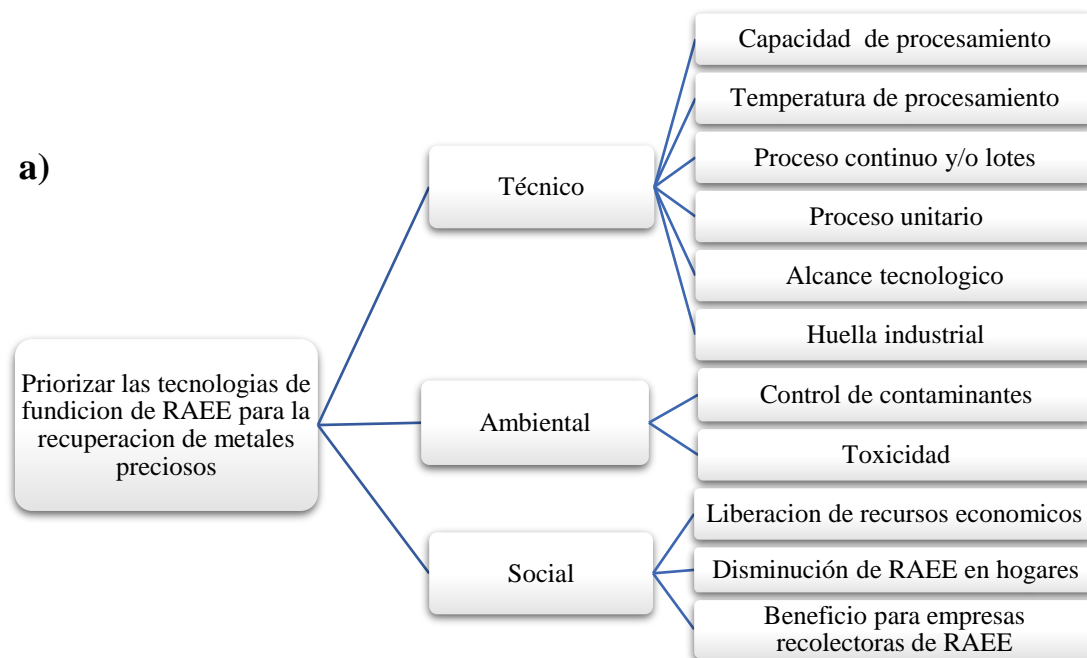 a)
Priorizar las tecnologias de
fundicion de RAEE para la
recuperacion de metales
preciosos
Técnico
Capacidad de procesamiento
Temperatura de procesamiento
Proceso continuo y/o lotes
Proceso unitario
Alcance tecnologico
Huella industrial
Ambiental
Control de contaminantes
Toxicidad
Social
Liberacion de recursos economicos
Disminución de RAEE en hogares
Beneficio para empresas
recolectoras de RAEE